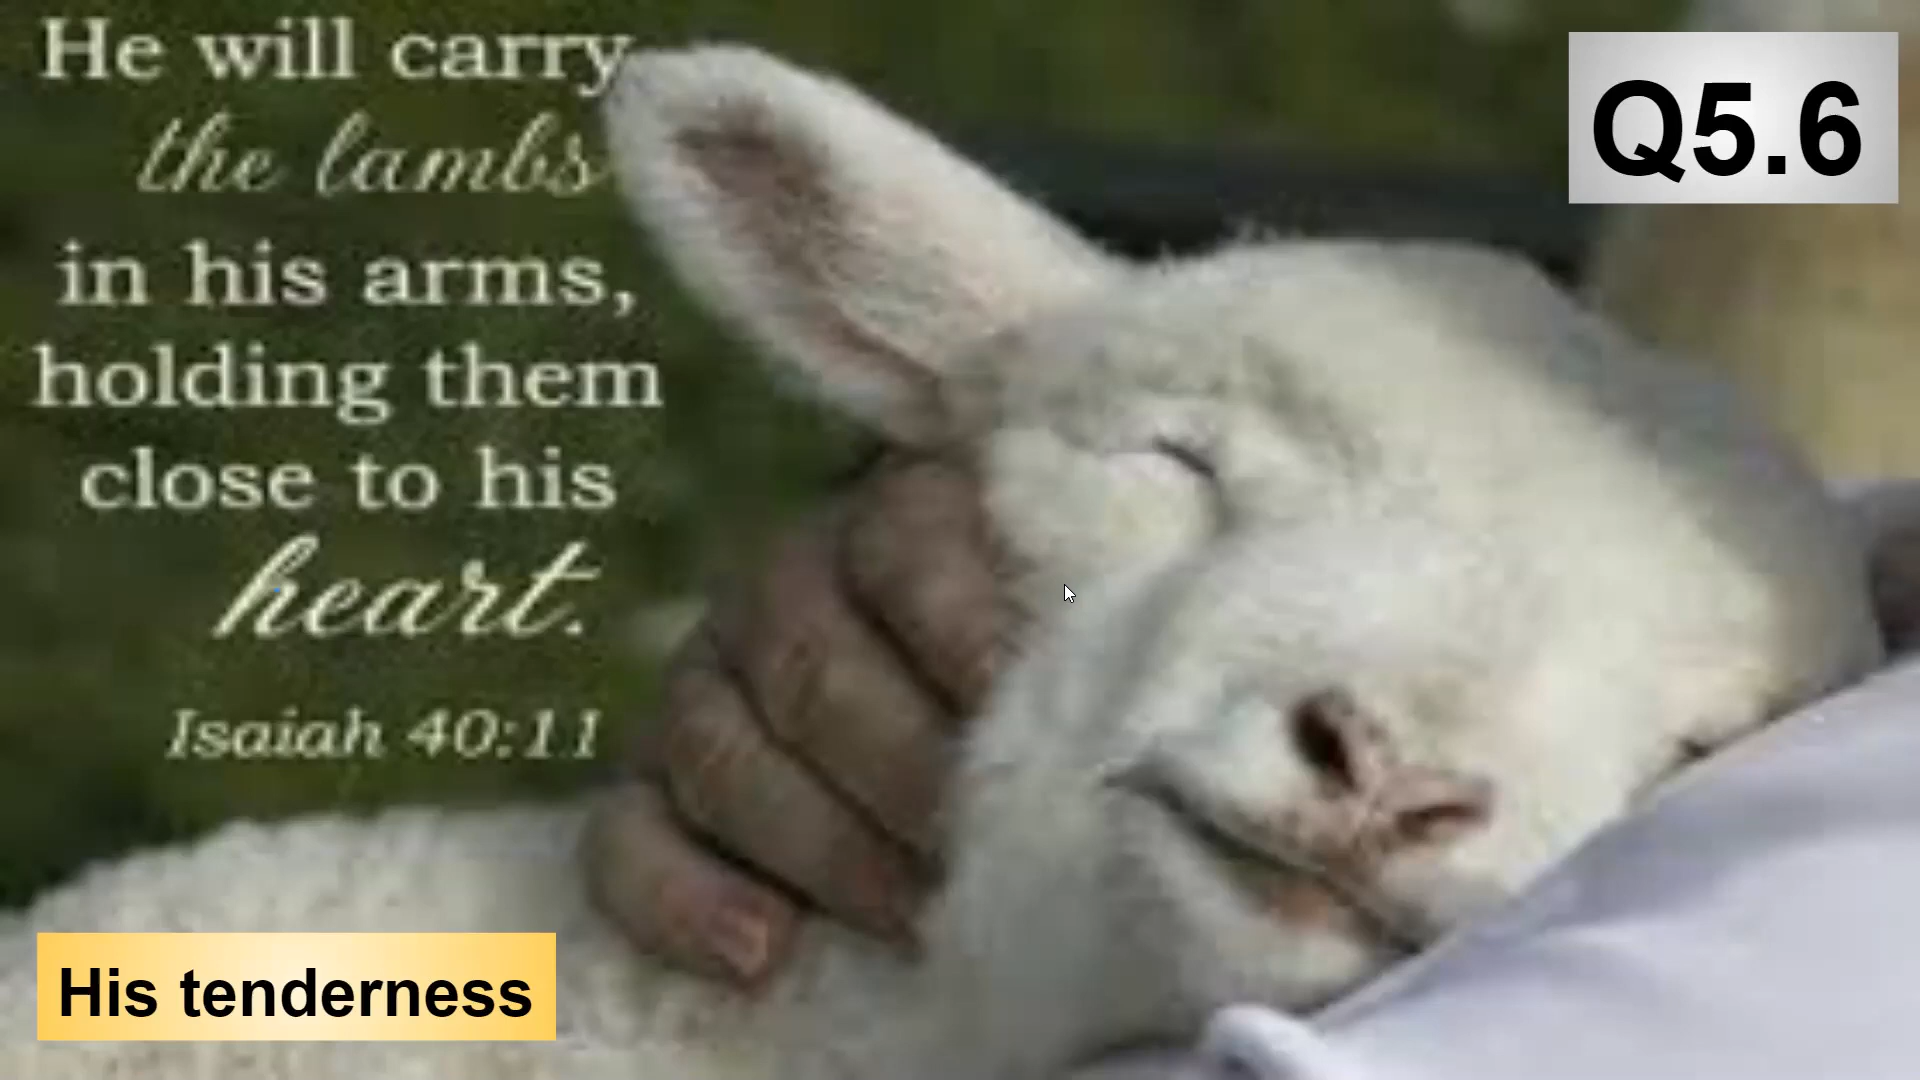 He will carry
the lambs
in his arms,
holding them
close to his
heart.
Isaiah 40:11
Q5.6
His tenderness